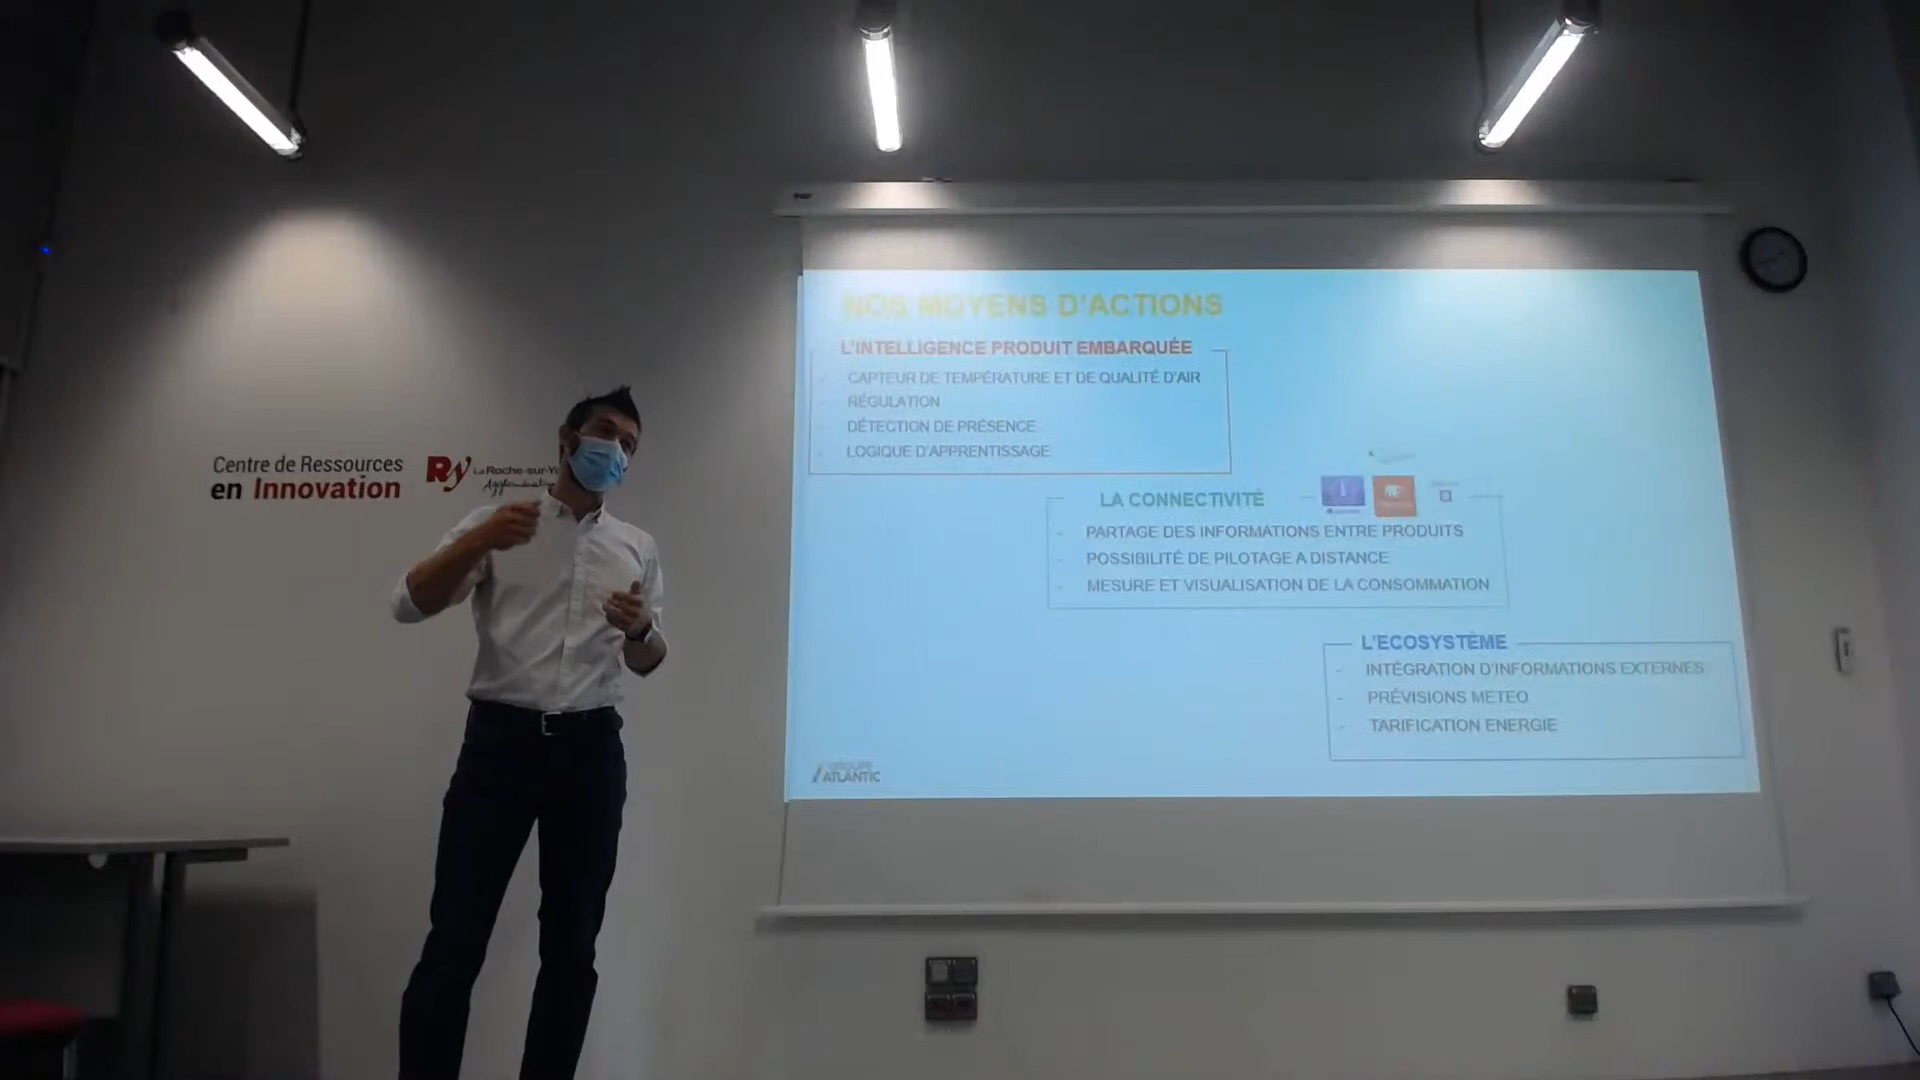 Centre de Ressources
en Innovation
Ry
La Roche-sur-Yo
Agglomération
NOS MOYENS D'ACTIONS
L'INTELLIGENCE PRODUIT EMBARQUÉE
- CAPTEUR DE TEMPÉRATURE ET DE QUALITÉ D'AIR
- RÉGULATION
- DÉTECTION DE PRÉSENCE
- LOGIQUE D'APPRENTISSAGE
LA CONNECTIVITÉ
- PARTAGE DES INFORMATIONS ENTRE PRODUITS
- POSSIBILITÉ DE PILOTAGE A DISTANCE
- MESURE ET VISUALISATION DE LA CONSOMMATION
L'ECOSYSTÈME
- INTÉGRATION D'INFORMATIONS EXTERNES
- PRÉVISIONS METEO
- TARIFICATION ENERGIE
GROUPE
ATLANTIC